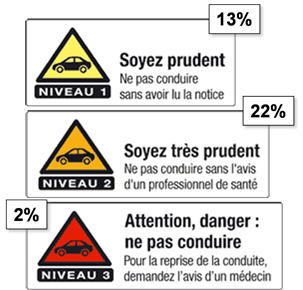 13%
Soyez prudent
Ne pas conduire
sans avoir lu la notice
NIVEAU 1
22%
Soyez très prudent
Ne pas conduire sans l'avis
d'un professionnel de santé
NIVEAU 2
2%
Attention, danger :
ne pas conduire
Pour la reprise de la conduite,
demandez l'avis d'un médecin
NIVEAU 3